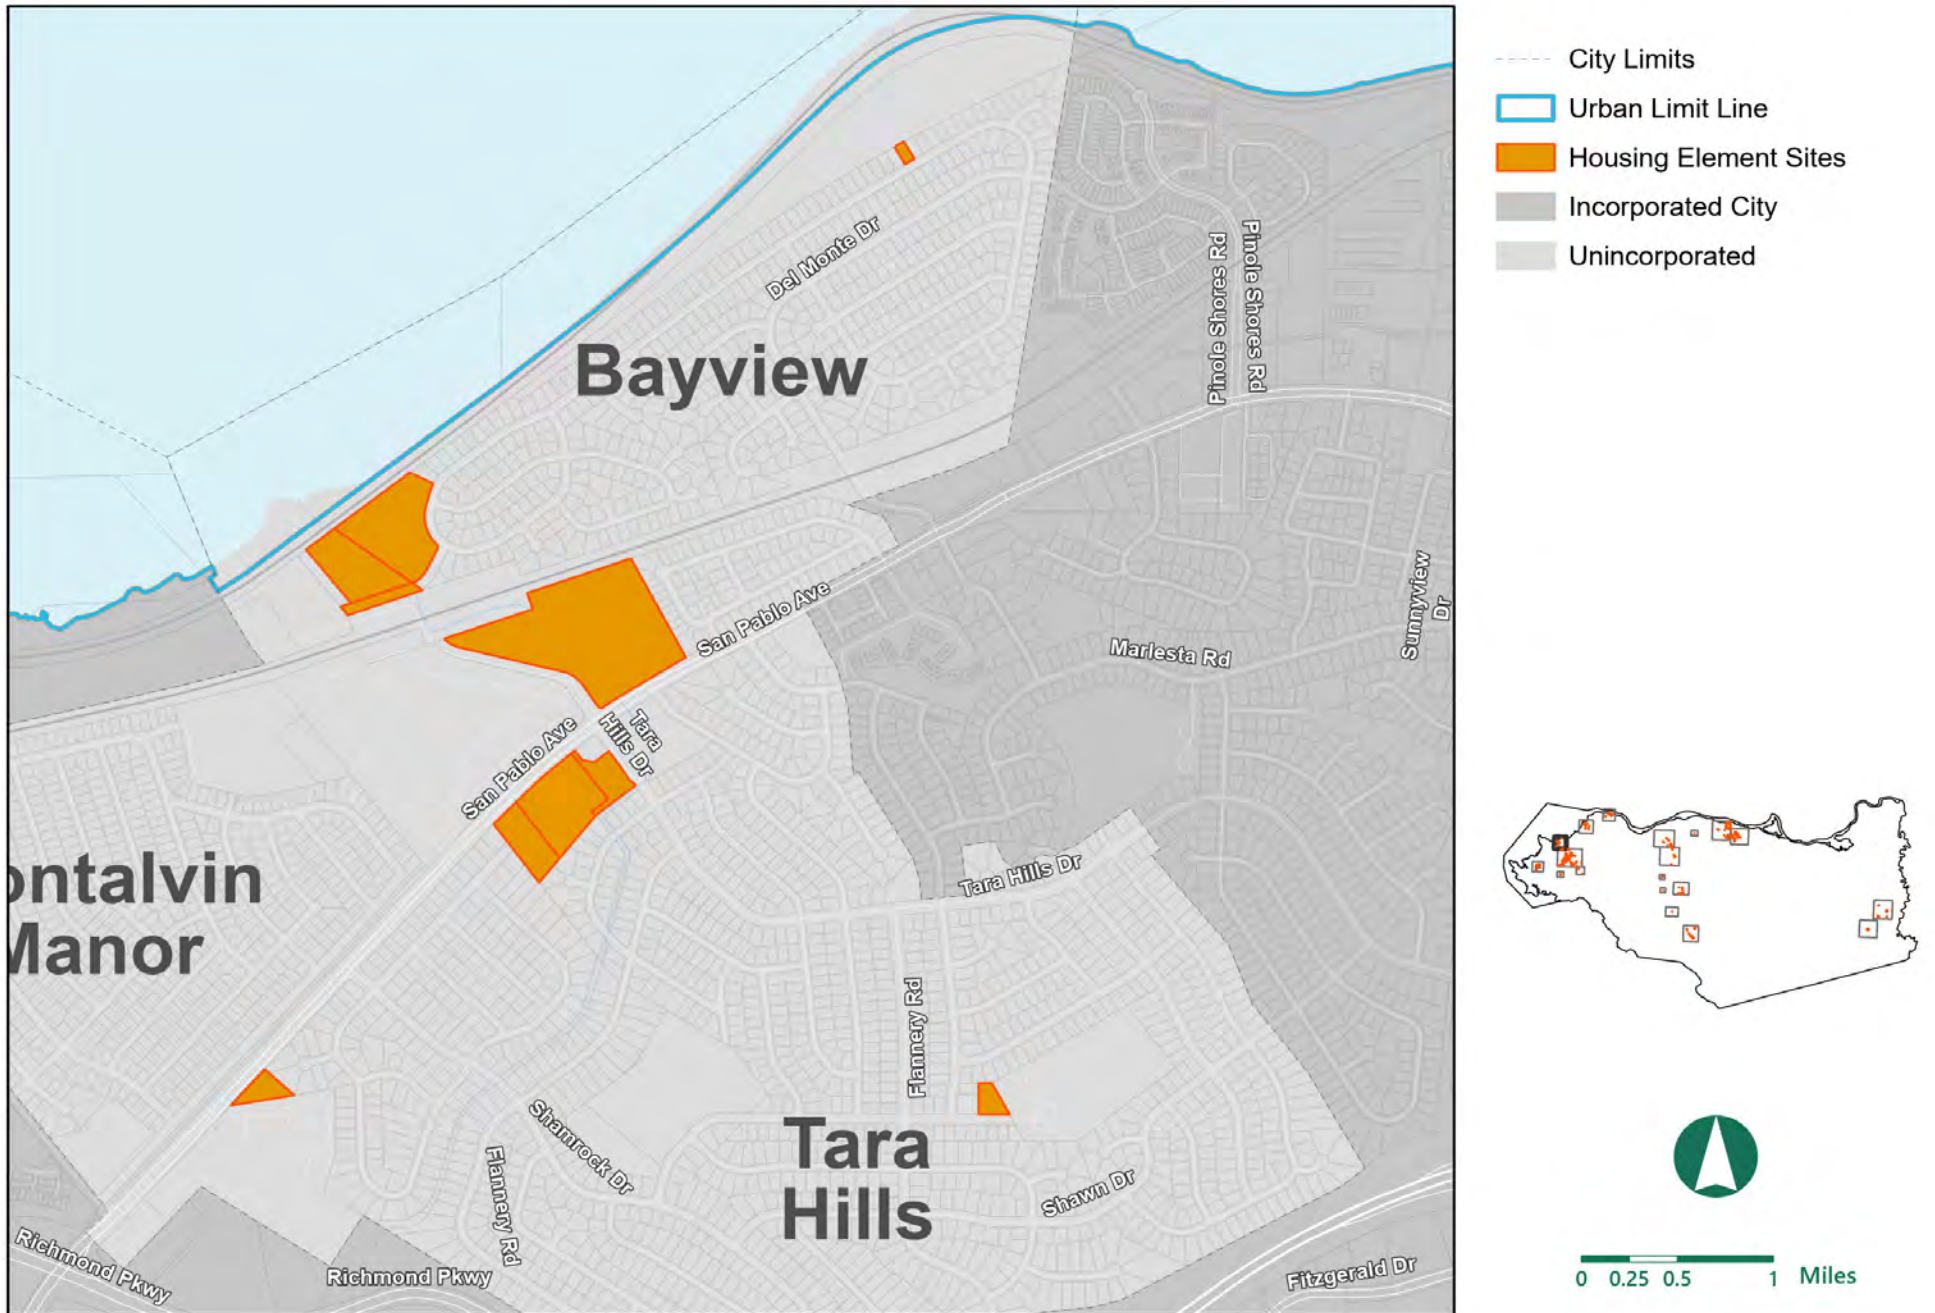 City Limits
Urban Limit Line
Housing Element Sites
Incorporated City
Unincorporated
Del Monte Dr
Pinole Shores Rd
Pinole Shores Rd
Bayview
San Pablo Ave
Marlesta Rd
Sunnyview
Dr
San Pablo Ave
Tara
Hills Dr
ontalvin
Manor
Tara Hills Dr
Flannery Rd
Shamrock Dr
Tara
Hills
Flannery Rd
Shawn Dr
Richmond Pkwy
Richmond Pkwy
Fitzgerald Dr
0 0.25 0.5 1 Miles